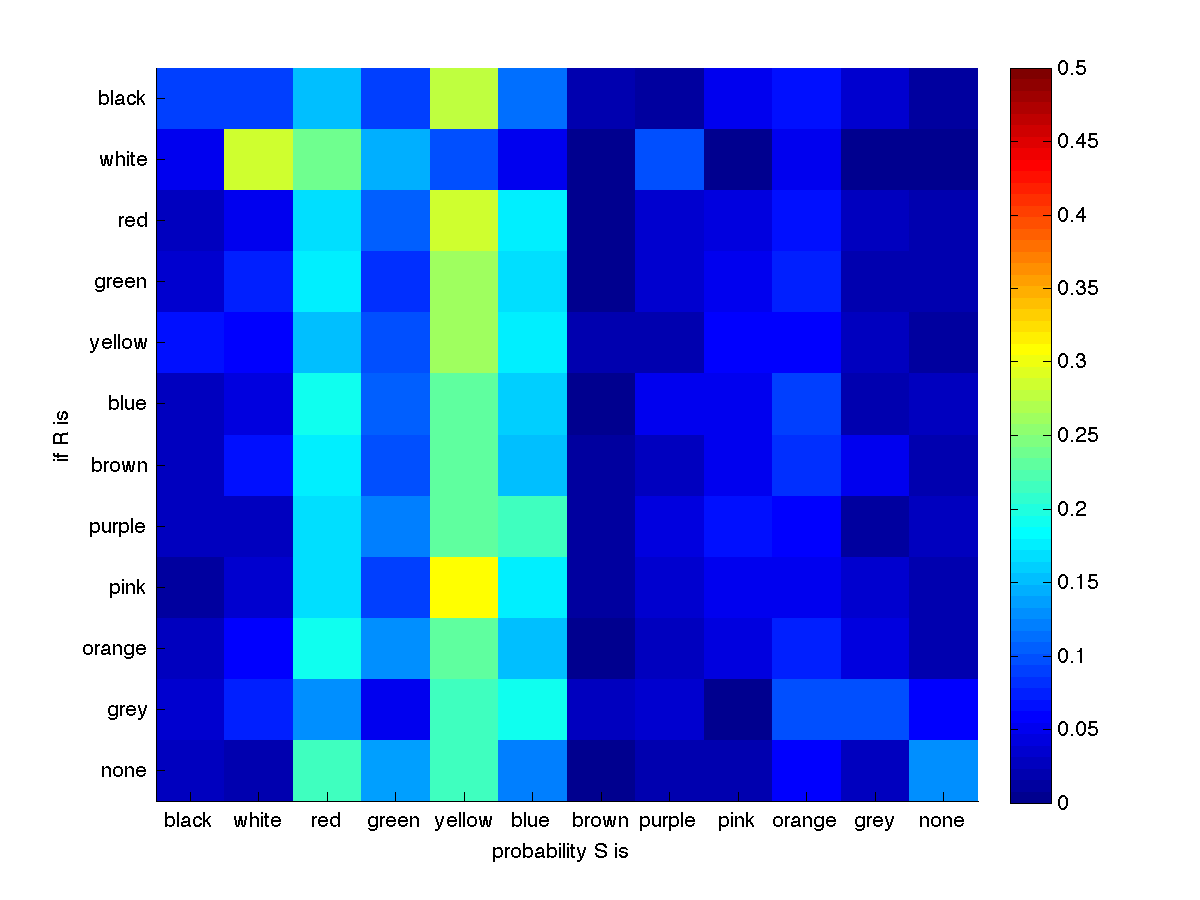 black
white
red
green
yellow
blue
brown
purple
pink
orange
grey
none
if R is
black white red green yellow blue brown purple pink orange grey none
probability S is
0.5
0.45
0.4
0.35
0.3
0.25
0.2
0.15
0.1
0.05
0